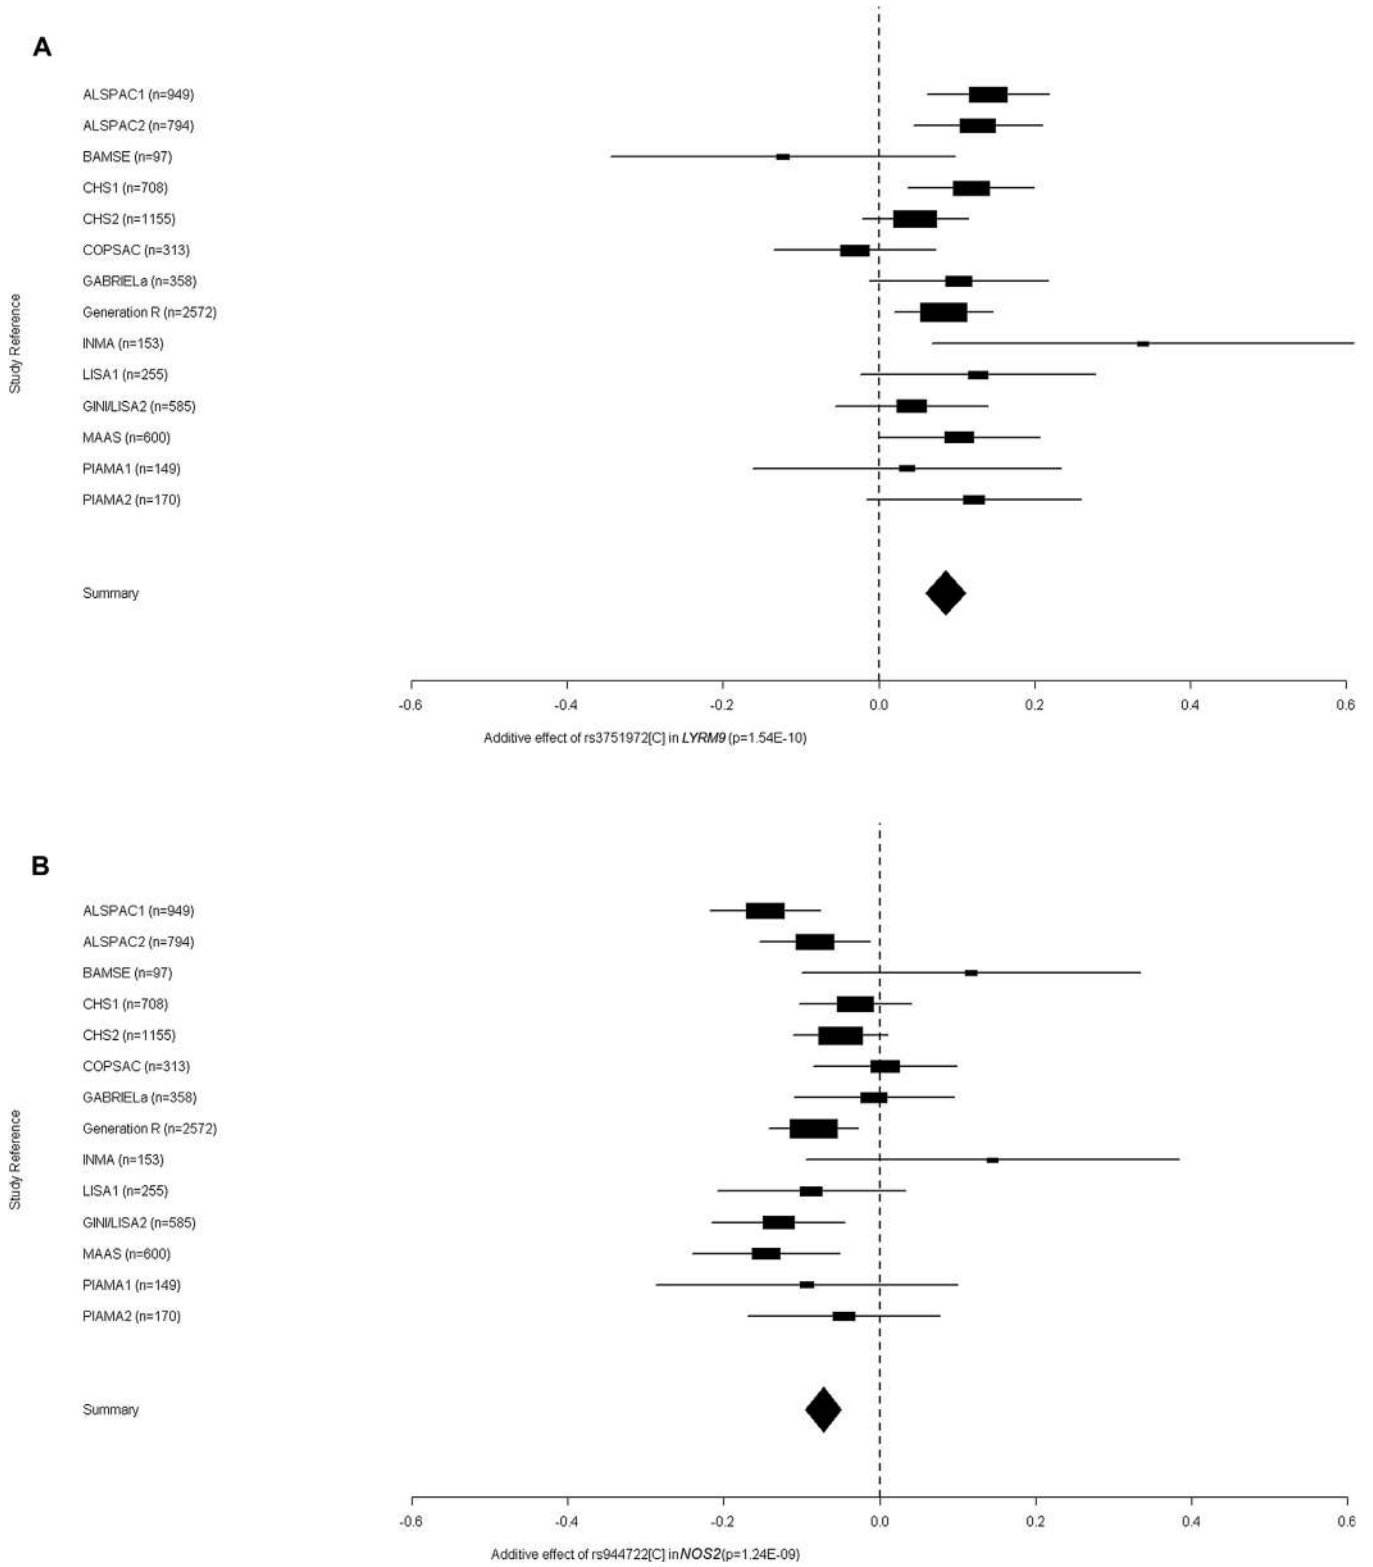 A
ALSPAC1 (n=949)
ALSPAC2 (n=794)
BAMSE (n=97)
CHS1 (n=708)
CHS2 (n=1155)
COPSAC (n=313)
GABRIELa (n=358)
Generation R (n=2572)
INMA (n=153)
LISA1 (n=255)
GINI/LISA2 (n=585)
MAAS (n=600)
PIAMA1 (n=149)
PIAMA2 (n=170)
Study Reference
Summary
-0.6 -0.4 -0.2 0.0 0.2 0.4 0.6
Additive effect of rs3751972[C] in LYRM9 (p=1.54E-10)
B
ALSPAC1 (n=949)
ALSPAC2 (n=794)
BAMSE (n=97)
CHS1 (n=708)
CHS2 (n=1155)
COPSAC (n=313)
GABRIELa (n=358)
Generation R (n=2572)
INMA (n=153)
LISA1 (n=255)
GINI/LISA2 (n=585)
MAAS (n=600)
PIAMA1 (n=149)
PIAMA2 (n=170)
Study Reference
Summary
-0.6 -0.4 -0.2 0.0 0.2 0.4 0.6
Additive effect of rs944722[C] in NOS2 (p=1.24E-09)